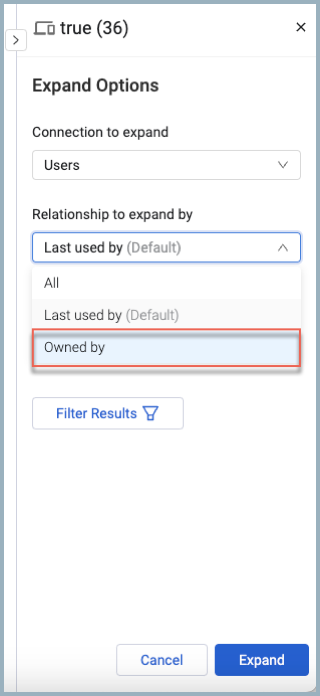 true (36)
Expand Options
Connection to expand
Users
Relationship to expand by
Last used by (Default)
All
Last used by (Default)
Owned by
Filter Results
Cancel
Expand